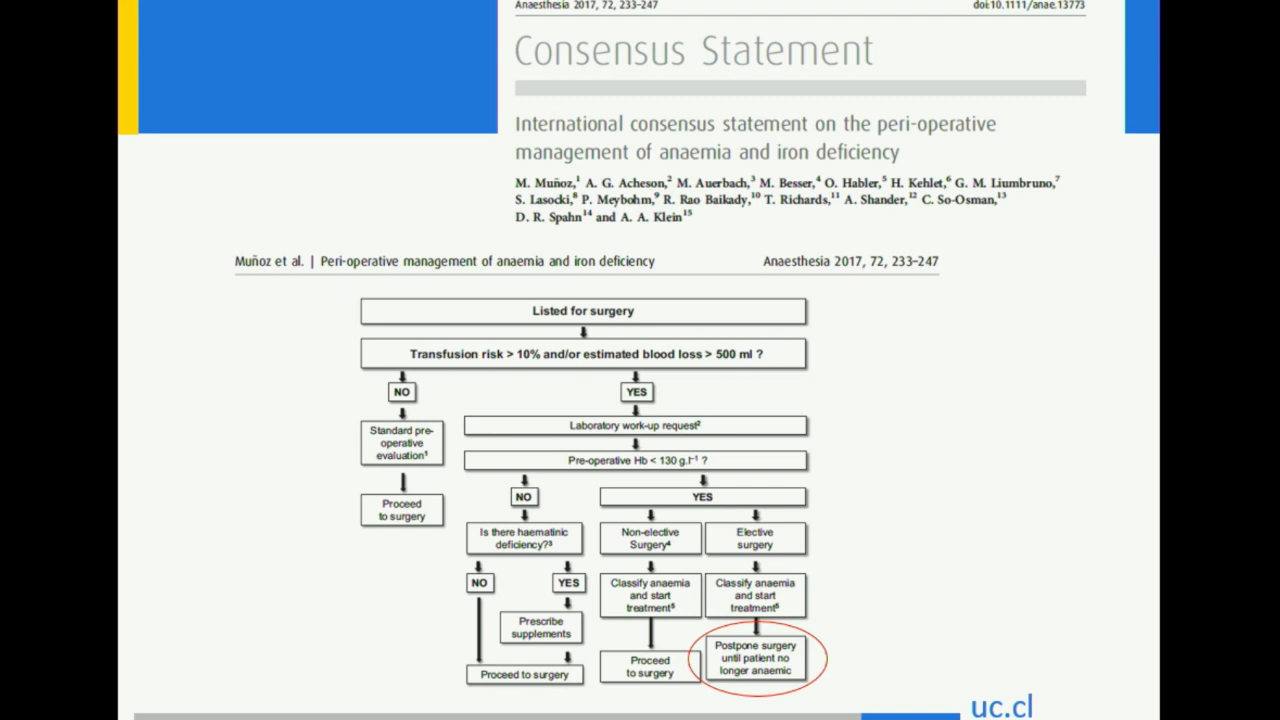 Anaesthesia 2017, 72, 233–247
doi:10.1111/anae.13773
Consensus Statement
International consensus statement on the peri-operative
management of anaemia and iron deficiency
M. Muñoz,1 A. G. Acheson,2 M. Auerbach,3 M. Besser,4 O. Habler,5 H. Kehlet,6 G. M. Liumbruno,7
S. Lasocki,8 P. Meybohm,9 R. Rao Baikady,10 T. Richards,11 A. Shander,12 C. So-Osman,13
D. R. Spahn14 and A. A. Klein15
Muñoz et al. | Peri-operative management of anaemia and iron deficiency
Anaesthesia 2017, 72, 233–247
Listed for surgery
Transfusion risk > 10% and/or estimated blood loss > 500 ml ?
NO
YES
Standard pre-
operative
evaluation1
Proceed
to surgery
Laboratory work-up request2
Pre-operative Hb < 130 g.l-1 ?
NO
YES
Is there haematinic
deficiency?3
NO
YES
Prescribe
supplements
Proceed to surgery
Non-elective
Surgery4
Classify anaemia
and start
treatment5
Proceed
to surgery
Elective
surgery
Classify anaemia
and start
treatment5
Postpone surgery
until patient no
longer anaemic
uc.cl